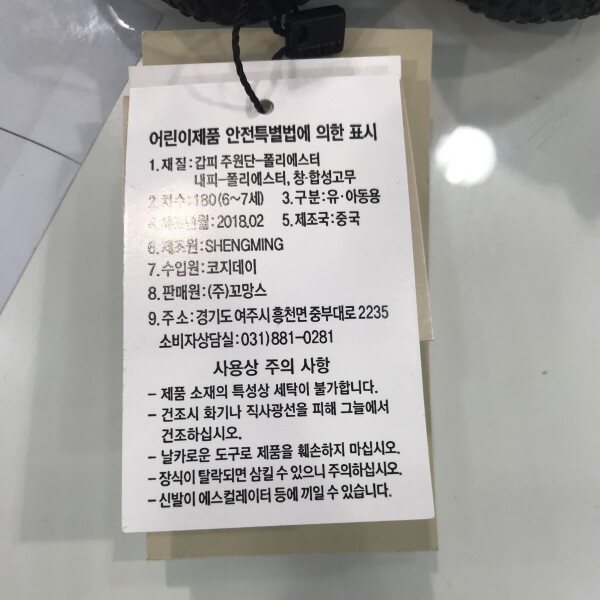 어린이제품 안전특별법에 의한 표시
1. 재질:갑피 주원단-폴리에스터
내피-폴리에스터, 창·합성고무
2. 치수:180(6~7세) 3.구분:유·아동용
4. 제조년월:2018.02 5.제조국:중국
6. 제조원:SHENGMING
7. 수입원:코지데이
8. 판매원:(주)꼬망스
9. 주소:경기도 여주시 흥천면 중부대로 2235
소비자상담실:031)881-0281
사용상 주의 사항
- 제품 소재의 특성상 세탁이 불가합니다.
- 건조시 화기나 직사광선을 피해 그늘에서
건조하십시오.
- 날카로운 도구로 제품을 훼손하지 마십시오.
- 장식이 탈락되면 삼킬 수 있으니 주의하십시오.
- 신발이 에스컬레이터 등에 끼일 수 있습니다.